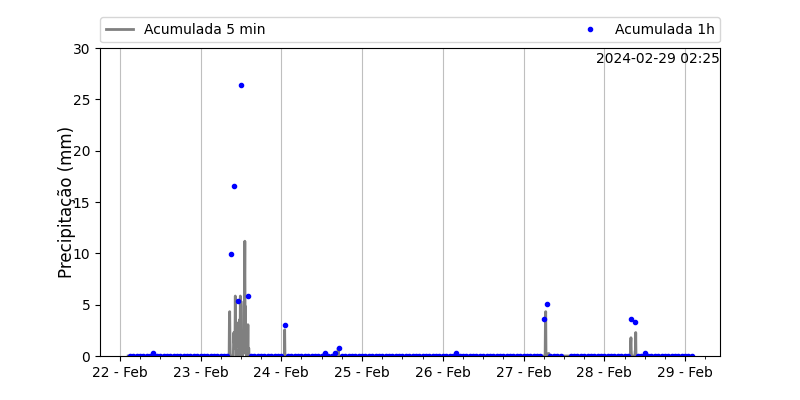 Acumulada 5 min
Acumulada 1h
2024-02-29 02:25
Precipitação (mm)
30
25
20
15
10
5
0
22 - Feb
23 - Feb
24 - Feb
25 - Feb
26 - Feb
27 - Feb
28 - Feb
29 - Feb